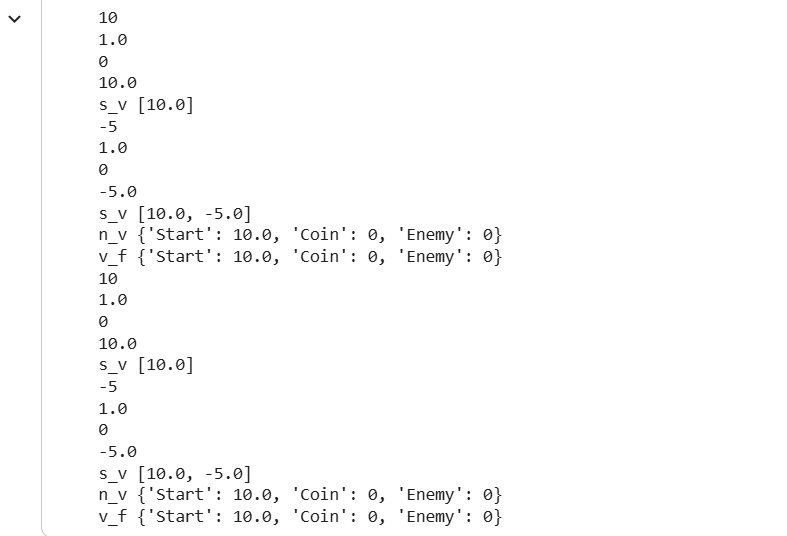 10
1.0
0
10.0
s_v [10.0]
-5
1.0
0
-5.0
s_v [10.0, -5.0]
n_v {'Start': 10.0, 'Coin': 0, 'Enemy': 0}
v_f {'Start': 10.0, 'Coin': 0, 'Enemy': 0}
10
1.0
0
10.0
s_v [10.0]
-5
1.0
0
-5.0
s_v [10.0, -5.0]
n_v {'Start': 10.0, 'Coin': 0, 'Enemy': 0}
v_f {'Start': 10.0, 'Coin': 0, 'Enemy': 0}